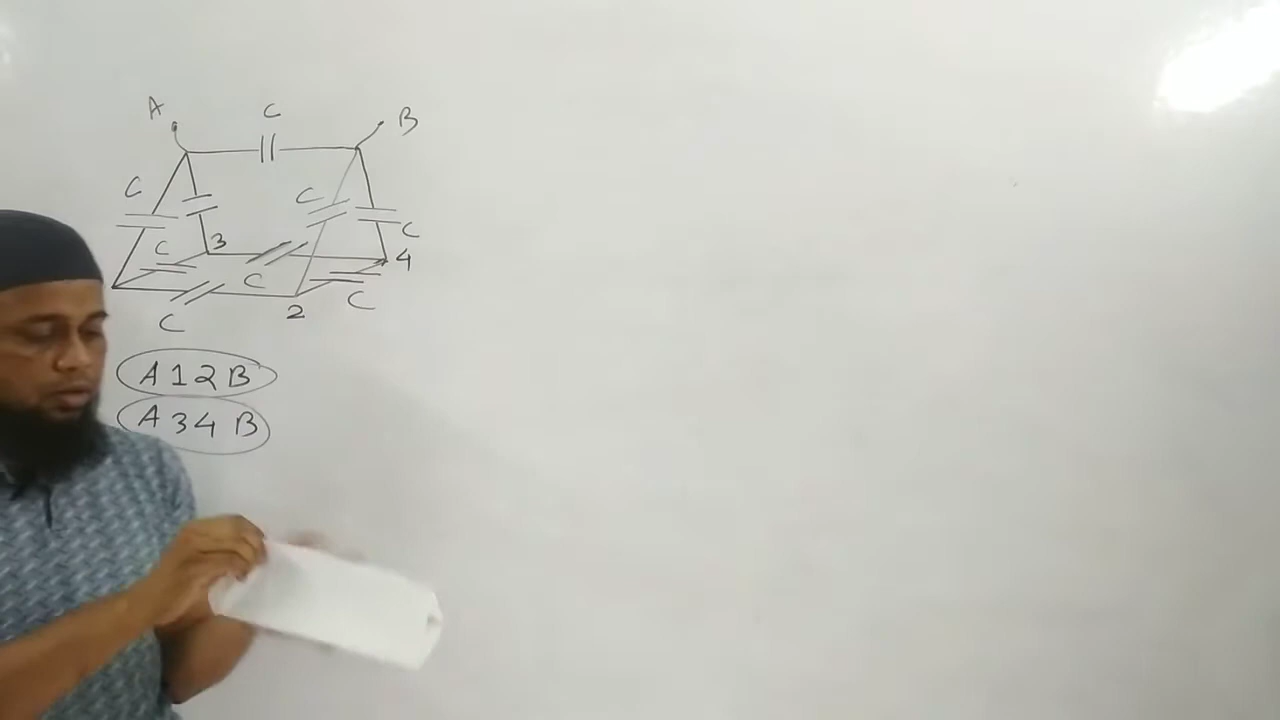 A C B
C C
C 3 C
C C 4
C 2 C
A 1 2 B
A 3 4 B